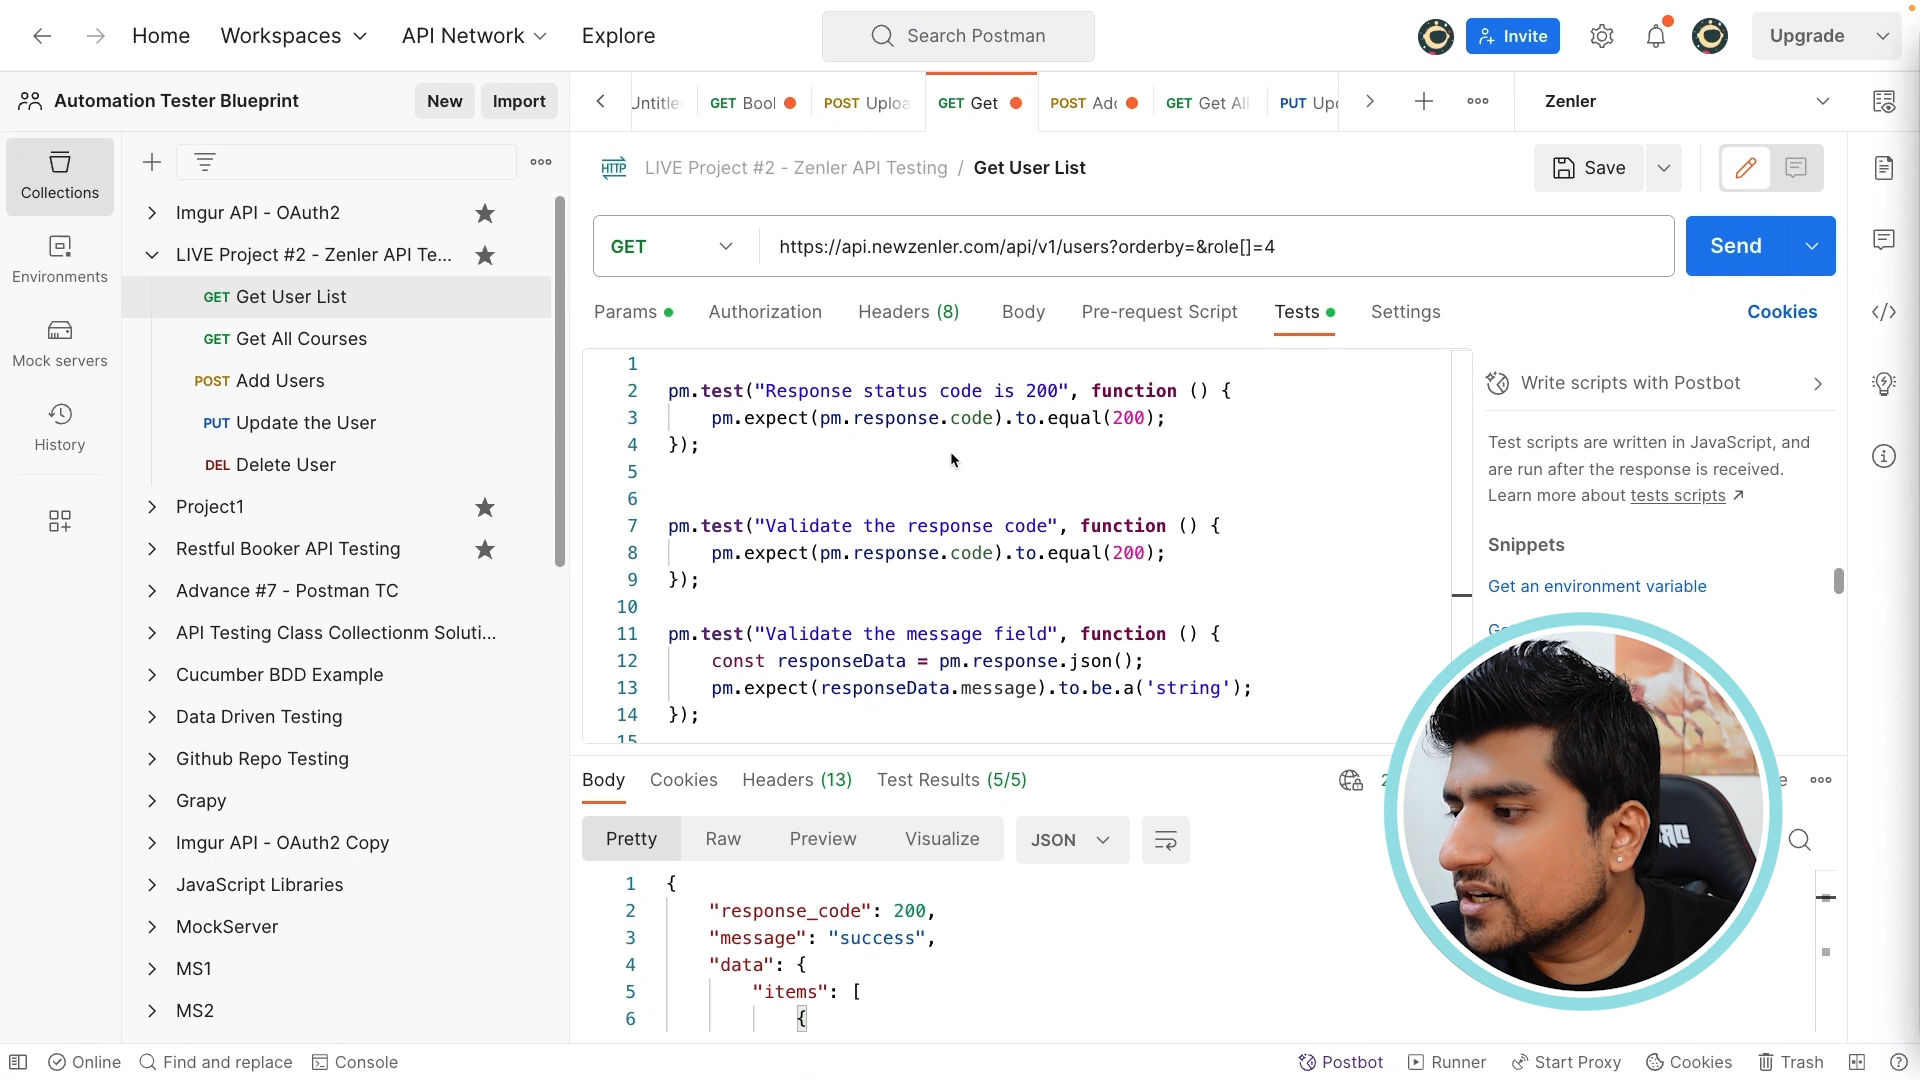 Home Workspaces API Network Explore Search Postman Invite Upgrade
Automation Tester Blueprint New Import
GET Bool POST Uploa GET Get POST Adc GET Get All PUT Upc Zenler
Collections
Environments
Mock servers
History
Imgur API - OAuth2
LIVE Project #2 - Zenler API Te...
GET Get User List
GET Get All Courses
POST Add Users
PUT Update the User
DEL Delete User
Project1
Restful Booker API Testing
Advance #7 - Postman TC
API Testing Class Collectionm Soluti...
Cucumber BDD Example
Data Driven Testing
Github Repo Testing
Grapy
Imgur API - OAuth2 Copy
JavaScript Libraries
MockServer
MS1
MS2
HTTP LIVE Project #2 - Zenler API Testing / Get User List Save
GET https://api.newzenler.com/api/v1/users?orderby=&role[]=4 Send
Params Authorization Headers (8) Body Pre-request Script Tests Settings Cookies
1
2 pm.test("Response status code is 200", function () {
3 pm.expect(pm.response.code).to.equal(200);
4 });
5
6
7 pm.test("Validate the response code", function () {
8 pm.expect(pm.response.code).to.equal(200);
9 });
10
11 pm.test("Validate the message field", function () {
12 const responseData = pm.response.json();
13 pm.expect(responseData.message).to.be.a('string');
14 });
15
Write scripts with Postbot
Test scripts are written in JavaScript, and
are run after the response is received.
Learn more about tests scripts
Snippets
Get an environment variable
Body Cookies Headers (13) Test Results (5/5)
Pretty Raw Preview Visualize JSON
1 {
2 "response_code": 200,
3 "message": "success",
4 "data": {
5 "items": [
6 {
Online Find and replace Console Postbot Runner Start Proxy Cookies Trash